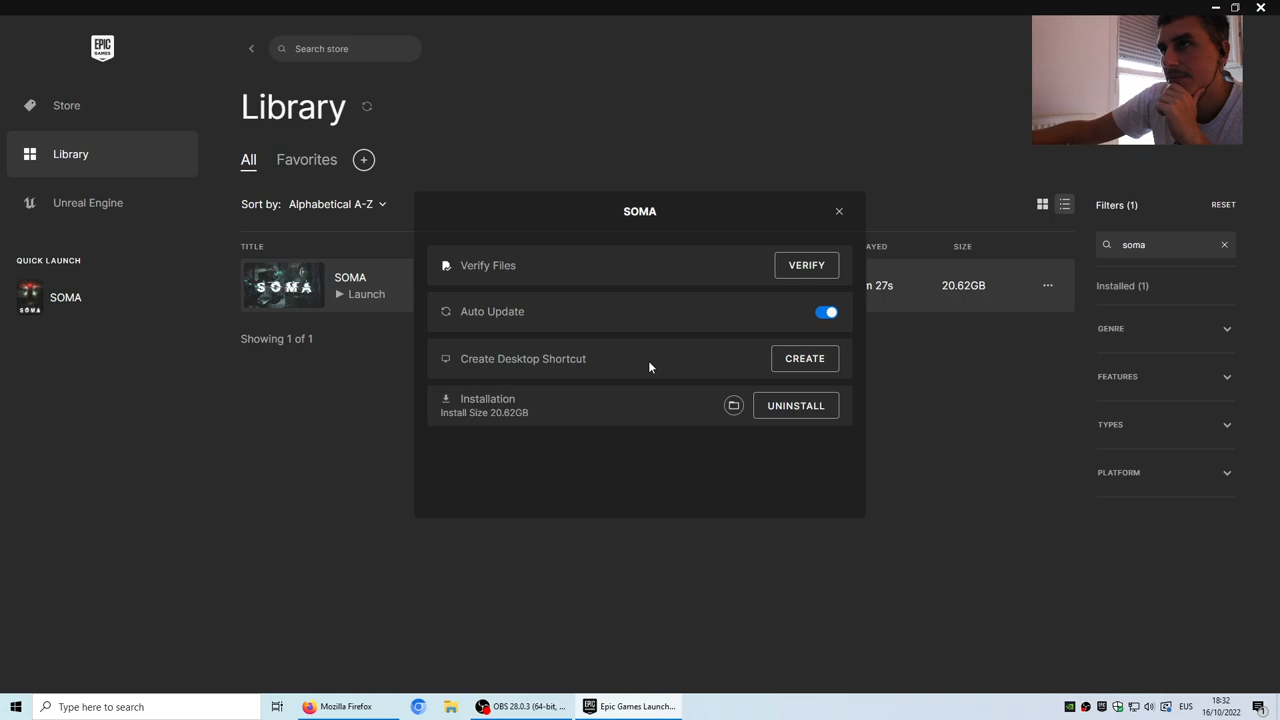 EPIC
GAMES
Search store
Store
Library
Unreal Engine
QUICK LAUNCH
SOMA
Library
All
Favorites
Sort by: Alphabetical A-Z
TITLE
AYED
SIZE
SOMA
SOMA
Launch
m 27s
20.62GB
Showing 1 of 1
SOMA
Verify Files
VERIFY
Auto Update
Create Desktop Shortcut
CREATE
Installation
Install Size 20.62GB
UNINSTALL
Filters (1)
RESET
soma
Installed (1)
GENRE
FEATURES
TYPES
PLATFORM
Type here to search
Mozilla Firefox
OBS 28.0.3 (64-bit, ...
Epic Games Launch...
EUS
18:32
16/10/2022